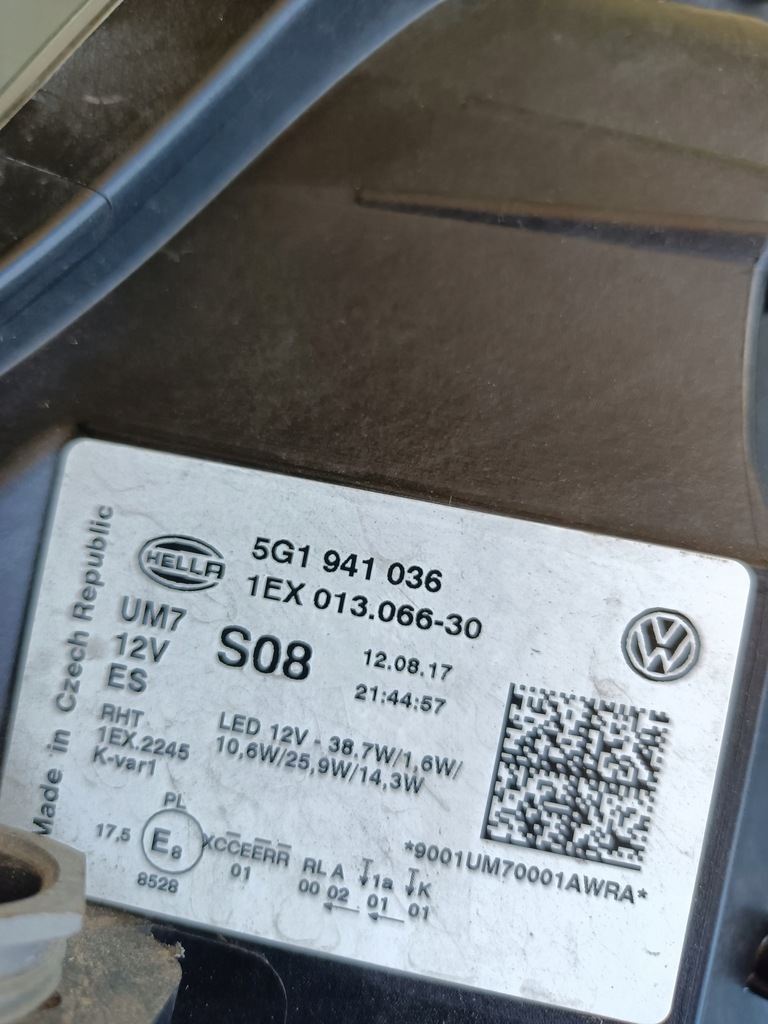 Made in Czech Republic
HELLA
5G1 941 036
1EX 013.066-30
UM7
12V
ES
S08
12.08.17
21:44:57
RHT
1EX.2245
K-var1
LED 12V - 38.7W/1,6W/
10,6W/25,9W/14,3W
PL
17,5
E8
8528
XCCEERR
01
RL A 1a K
00 02 01 01
*9001UM70001AWRA*
VW